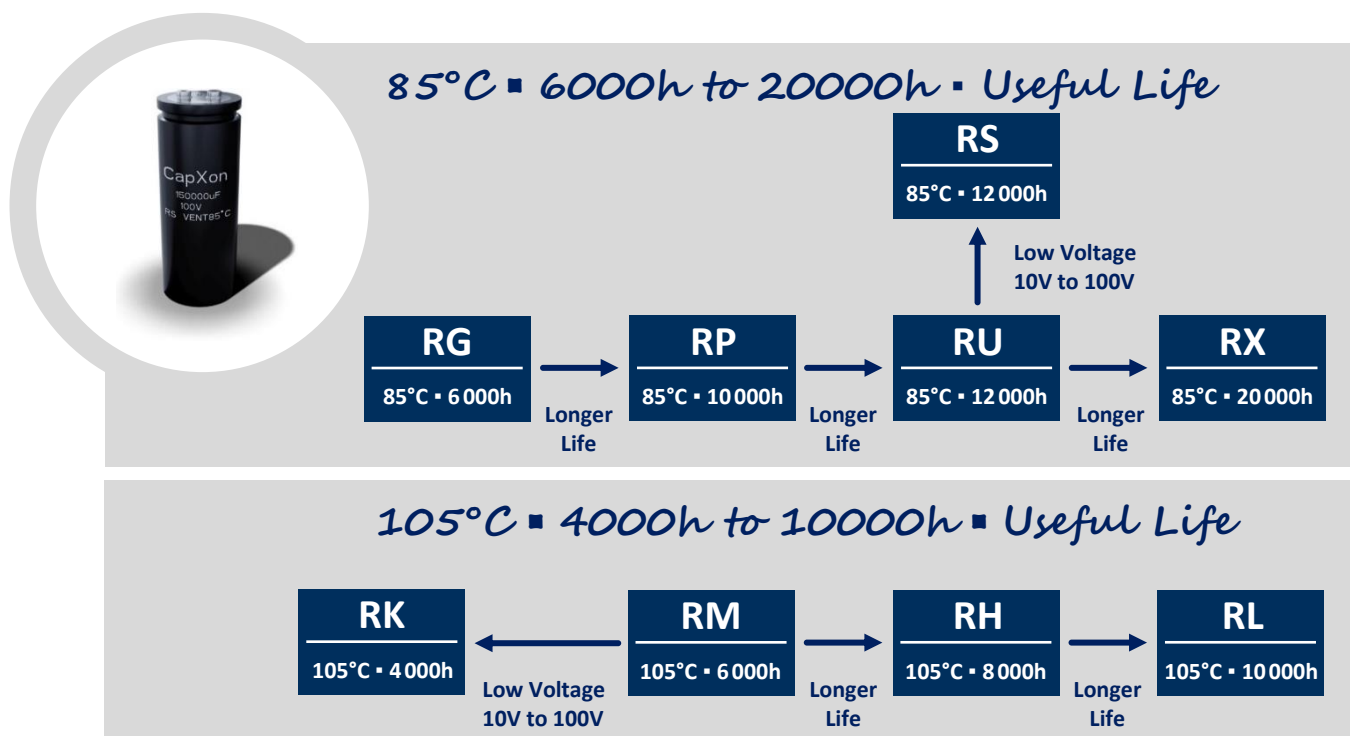 85°C ▪ 6000h to 20000h ▪ Useful Life
CapXon
150000uF
100V
RS VENT85°C
RS
85°C ▪ 12 000h
Low Voltage
10V to 100V
RG
85°C ▪ 6 000h
Longer
Life
RP
85°C ▪ 10 000h
Longer
Life
RU
85°C ▪ 12 000h
Longer
Life
RX
85°C ▪ 20 000h
105°C ▪ 4000h to 10000h ▪ Useful Life
RK
105°C ▪ 4 000h
Low Voltage
10V to 100V
RM
105°C ▪ 6 000h
Longer
Life
RH
105°C ▪ 8 000h
Longer
Life
RL
105°C ▪ 10 000h